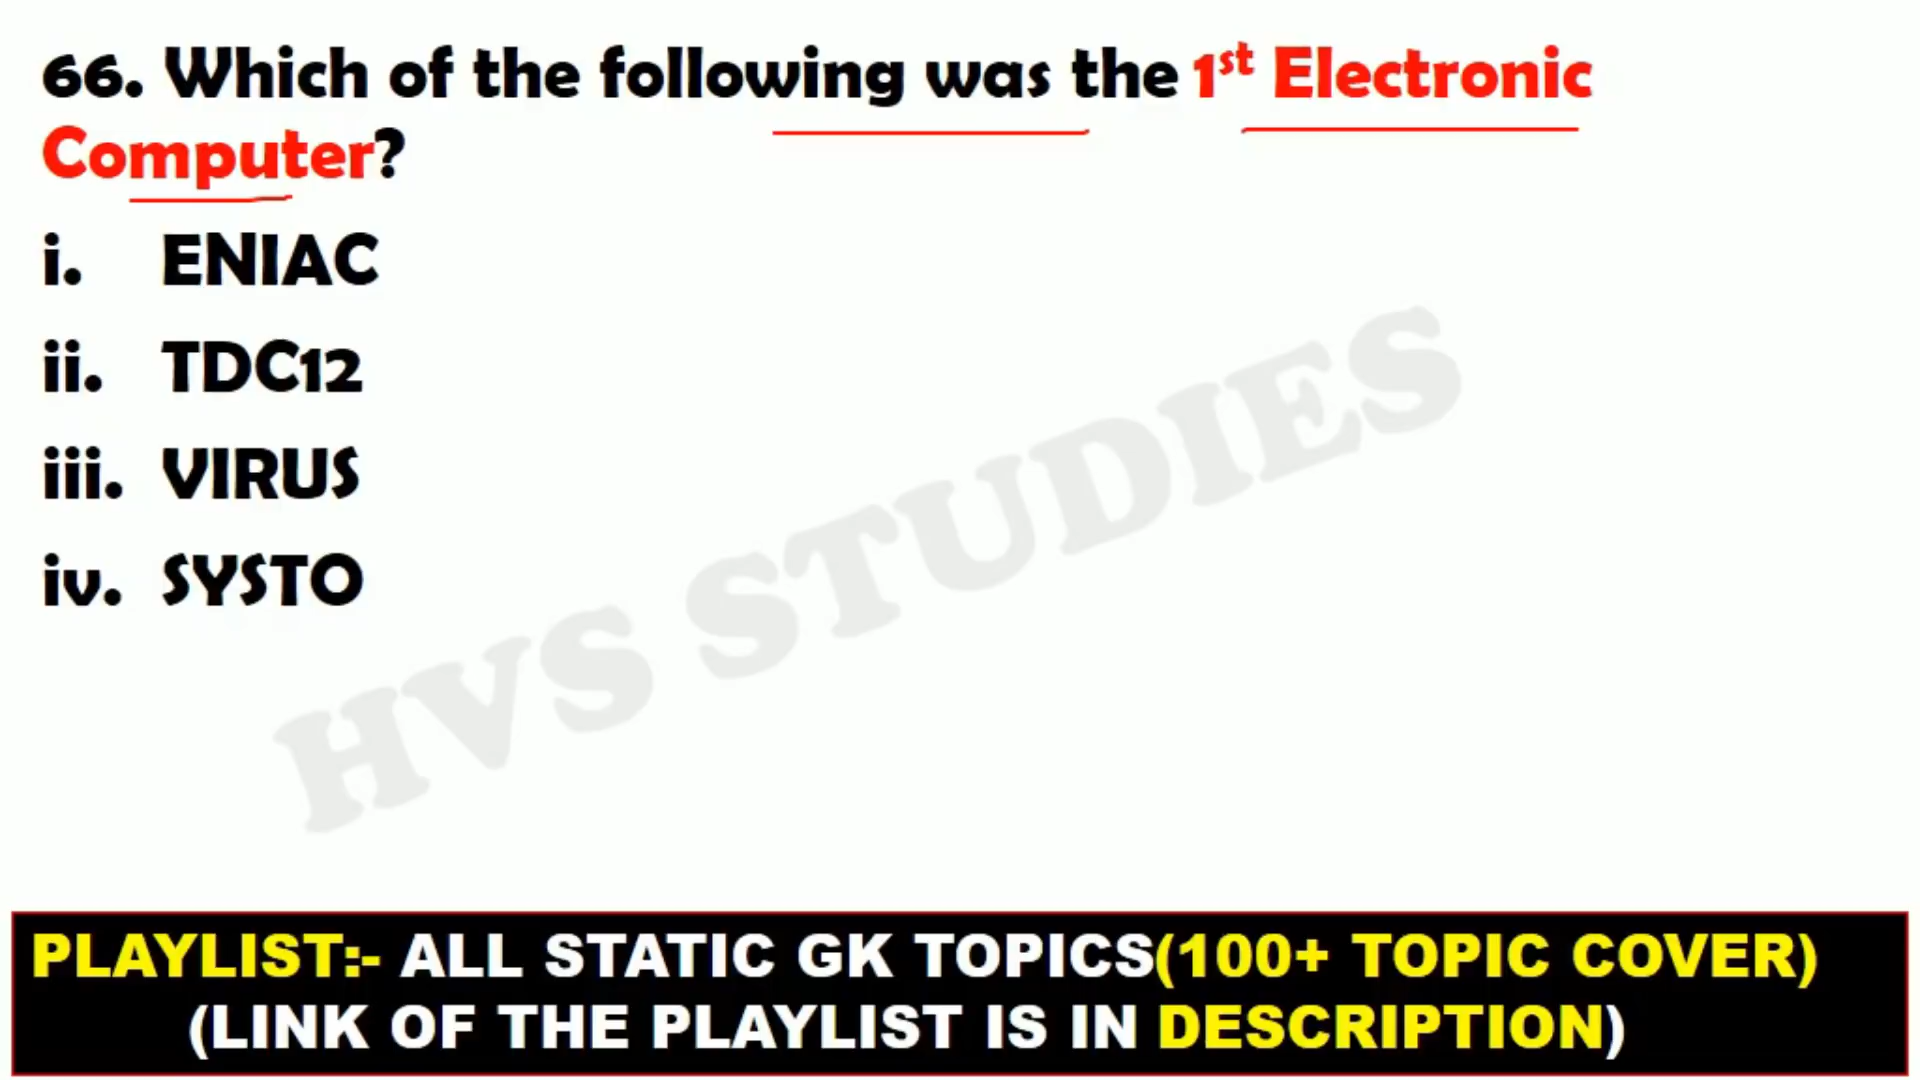 66. Which of the following was the 1st Electronic
Computer?
i. ENIAC
ii. TDC12
iii. VIRUS
iv. SYSTO
HVS STUDIES
PLAYLIST:- ALL STATIC GK TOPICS(100+ TOPIC COVER)
(LINK OF THE PLAYLIST IS IN DESCRIPTION)